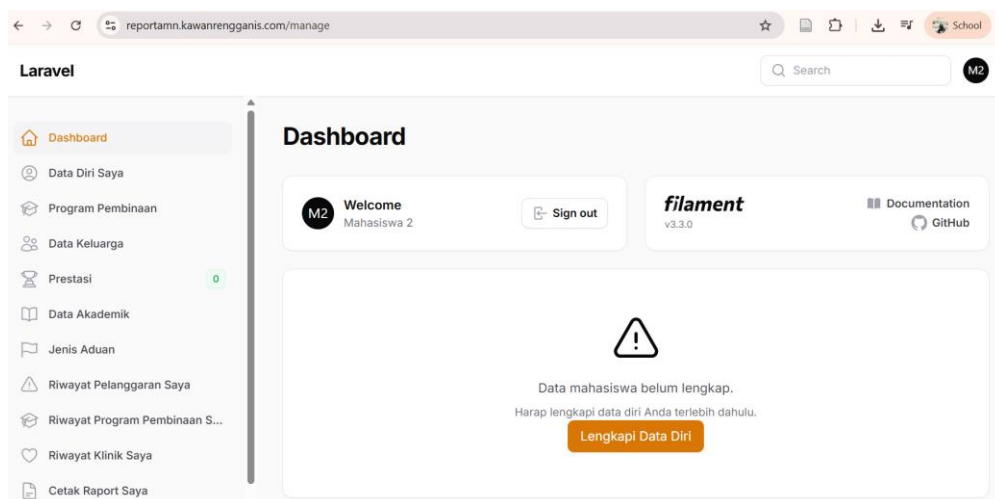 reportamn.kawanrengganis.com/manage
School
Laravel
Search
M2
Dashboard
Data Diri Saya
Program Pembinaan
Data Keluarga
Prestasi 0
Data Akademik
Jenis Aduan
Riwayat Pelanggaran Saya
Riwayat Program Pembinaan S...
Riwayat Klinik Saya
Cetak Raport Saya
Dashboard
M2
Welcome
Mahasiswa 2
Sign out
filament
v3.3.0
Documentation
GitHub
Data mahasiswa belum lengkap.
Harap lengkapi data diri Anda terlebih dahulu.
Lengkapi Data Diri